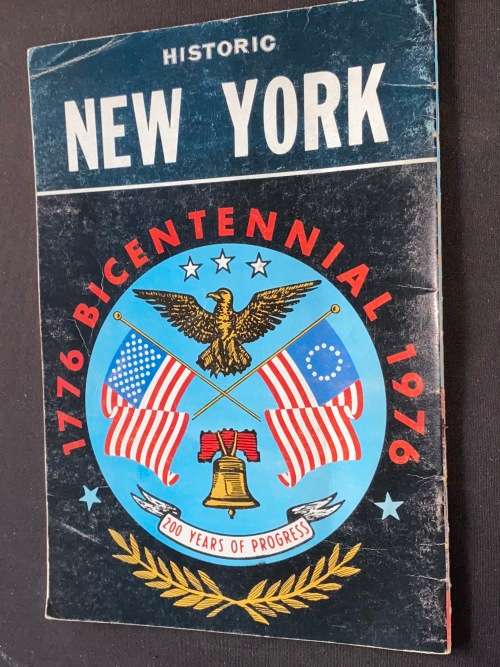 HISTORIC
NEW YORK
1776 BICENTENNIAL 1976
200 YEARS OF PROGRESS